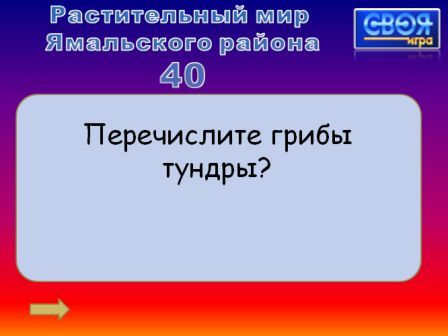 Растительный мир
Ямальского района
40
СВОЯ
игра
Перечислите грибы
тундры?